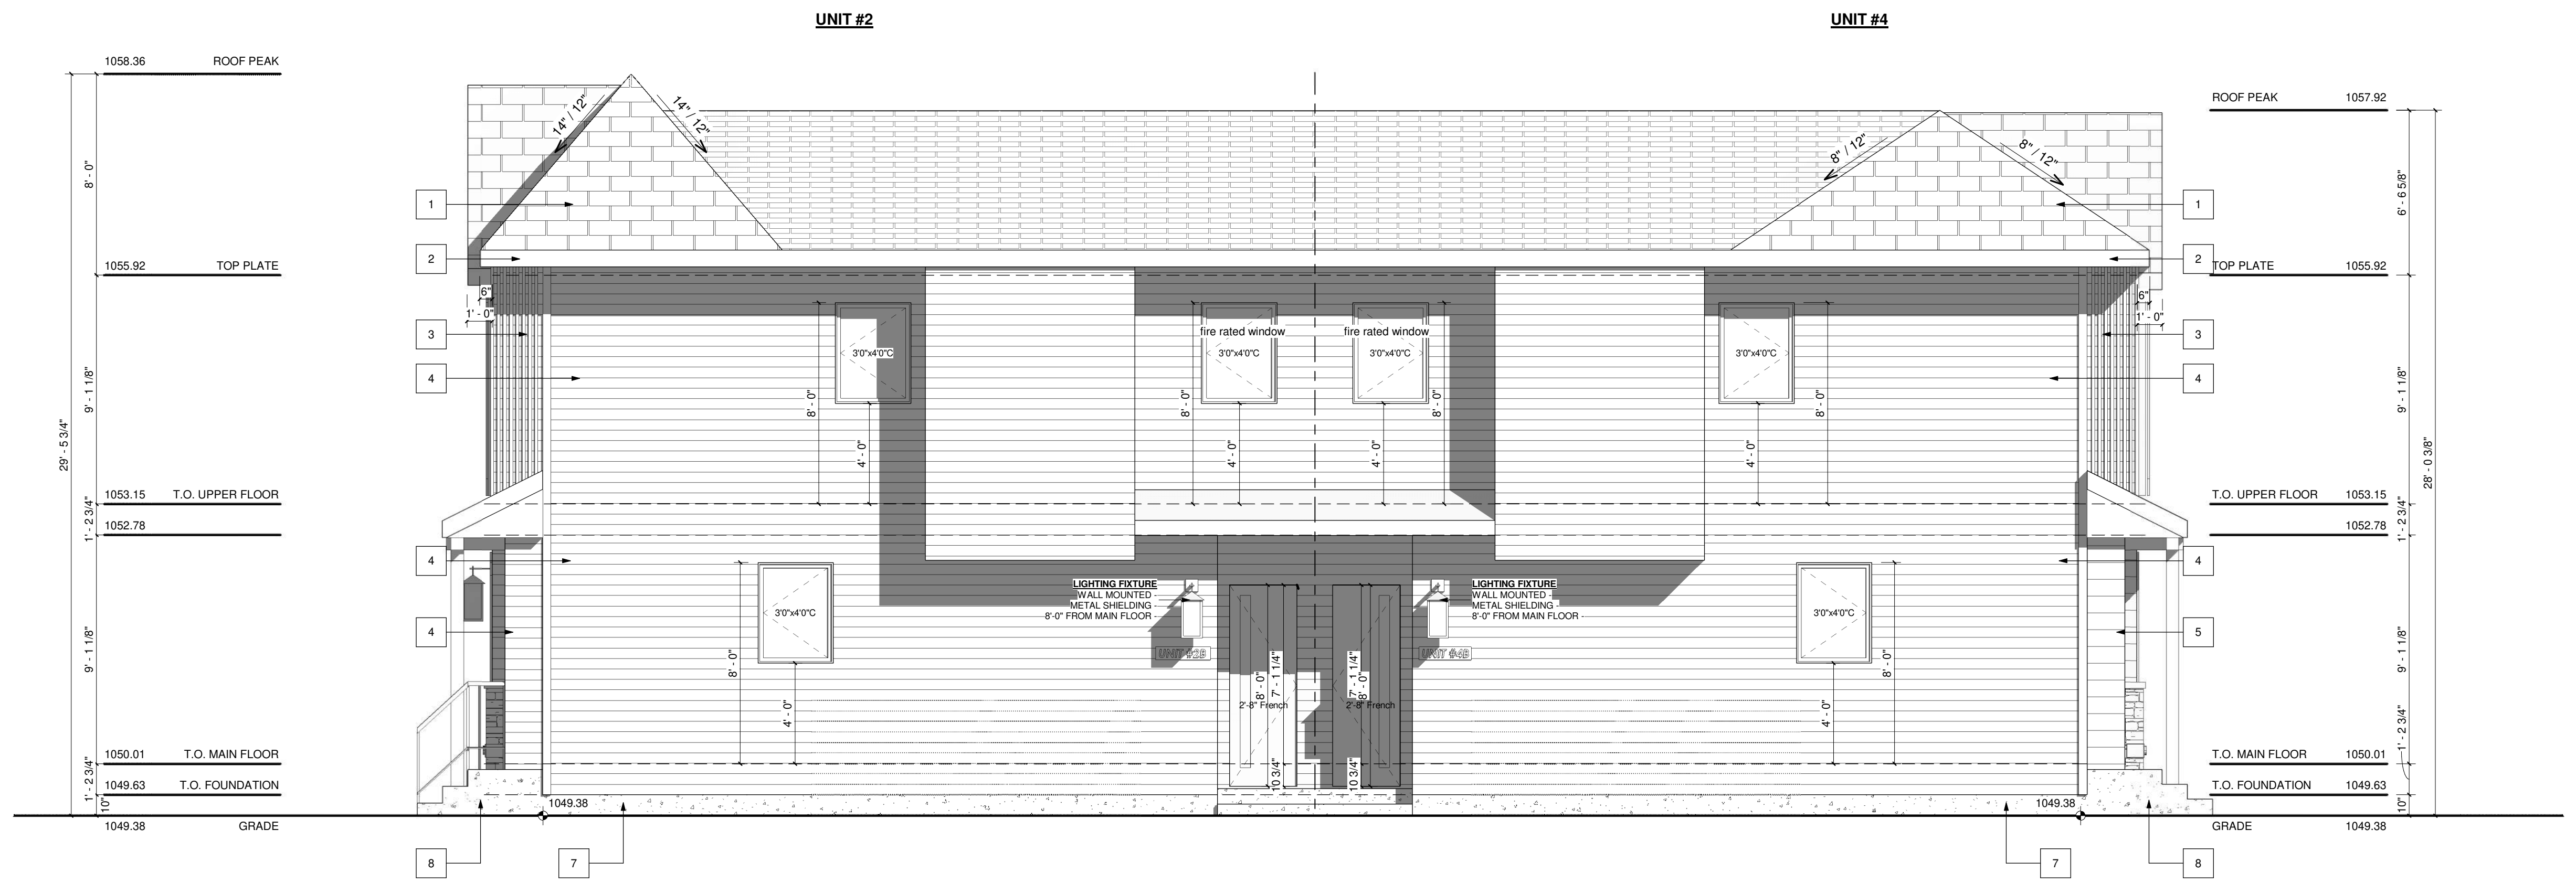 UNIT #2
UNIT #4
1058.36 ROOF PEAK
ROOF PEAK 1057.92
14" / 12"
14" / 12"
8" / 12"
8" / 12"
8' - 0"
6' - 6 5/8"
1
1
2
2
1055.92 TOP PLATE
TOP PLATE 1055.92
6"
1' - 0"
6"
1' - 0"
3
3
fire rated window
fire rated window
3'0"x4'0"C
3'0"x4'0"C
3'0"x4'0"C
3'0"x4'0"C
4
4
9' - 1 1/8"
9' - 1 1/8"
8' - 0"
8' - 0"
8' - 0"
8' - 0"
4' - 0"
4' - 0"
4' - 0"
4' - 0"
29' - 5 3/4"
28' - 0 3/8"
1053.15 T.O. UPPER FLOOR
T.O. UPPER FLOOR 1053.15
1' - 2 3/4"
1' - 2 3/4"
1052.78
1052.78
4
4
LIGHTING FIXTURE
WALL MOUNTED -
METAL SHIELDING -
8'-0" FROM MAIN FLOOR -
LIGHTING FIXTURE
WALL MOUNTED -
METAL SHIELDING -
8'-0" FROM MAIN FLOOR -
3'0"x4'0"C
3'0"x4'0"C
4
5
UNIT #2B
UNIT #4B
9' - 1 1/8"
9' - 1 1/8"
8' - 0"
8' - 0"
4' - 0"
4' - 0"
8' - 0"
7' - 1 1/4"
7' - 1 1/4"
8' - 0"
2'-8" French
2'-8" French
10 3/4"
10 3/4"
1050.01 T.O. MAIN FLOOR
T.O. MAIN FLOOR 1050.01
1' - 2 3/4"
1' - 2 3/4"
1049.63 T.O. FOUNDATION
T.O. FOUNDATION 1049.63
10"
10"
1049.38
1049.38
1049.38 GRADE
GRADE 1049.38
8
7
7
8